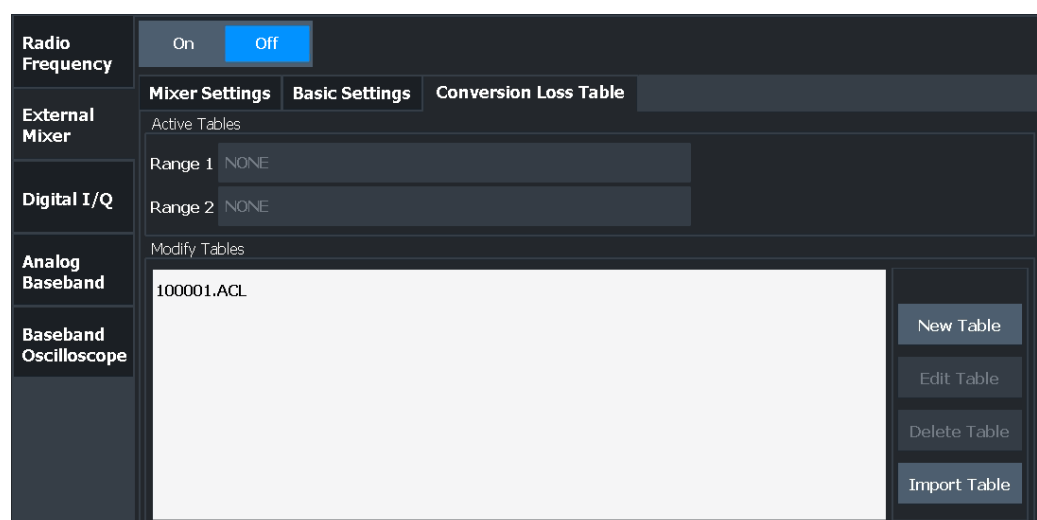 Radio
Frequency
On
Off
Mixer Settings
Basic Settings
Conversion Loss Table
External
Mixer
Active Tables
Range 1 NONE
Digital I/Q
Range 2 NONE
Modify Tables
Analog
Baseband
100001.ACL
Baseband
Oscilloscope
New Table
Edit Table
Delete Table
Import Table